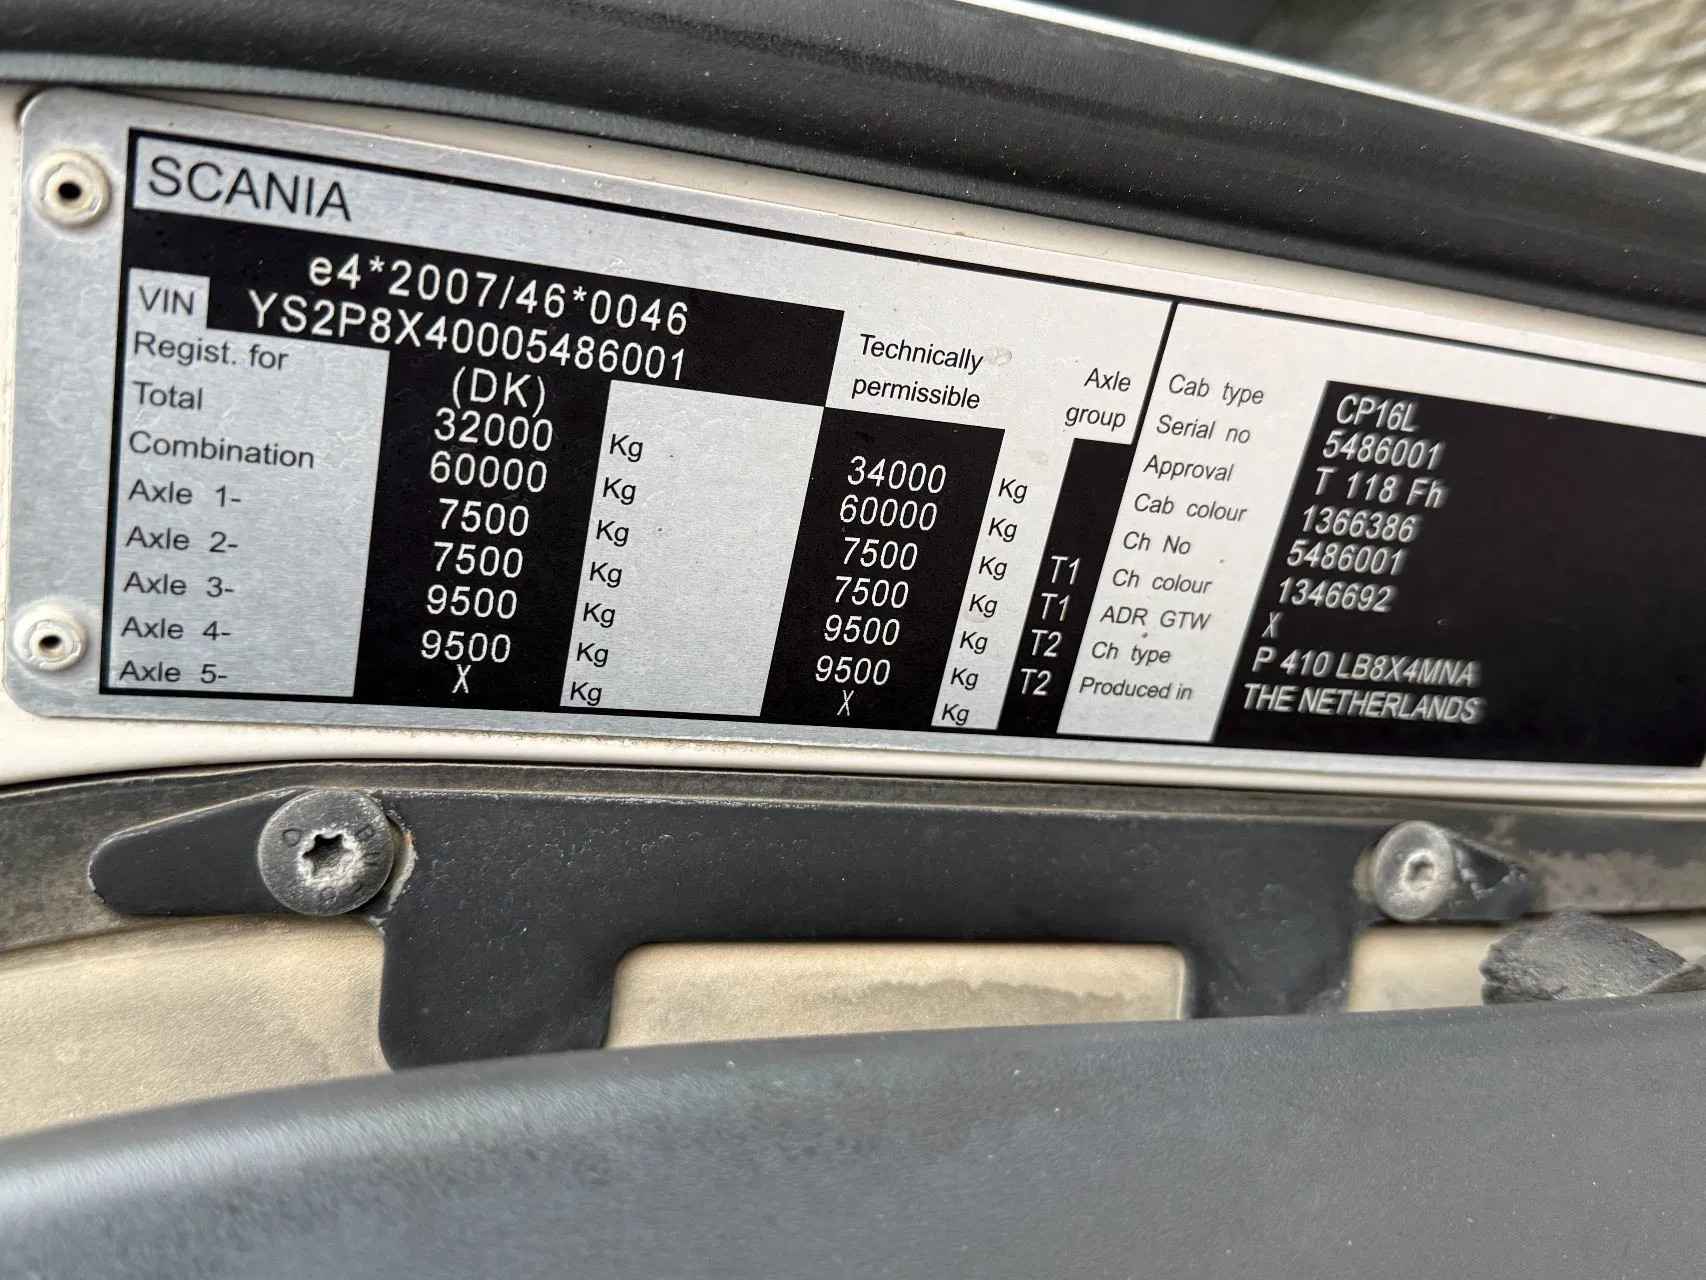 SCANIA
e4*2007/46*0046
VIN YS2P8X40005486001
Regist. for (DK)
Technically permissible
Axle group
Total 32000 Kg 34000 Kg
Combination 60000 Kg 60000 Kg
Axle 1- 7500 Kg 7500 Kg T1
Axle 2- 7500 Kg 7500 Kg T1
Axle 3- 9500 Kg 9500 Kg T2
Axle 4- 9500 Kg 9500 Kg T2
Axle 5- X Kg X Kg
Cab type CP16L
Serial no 5486001
Approval T 118 Fh
Cab colour 1366386
Ch No 5486001
Ch colour 1346692
ADR GTW X
Ch type P 410 LB8X4MNA
Produced in THE NETHERLANDS